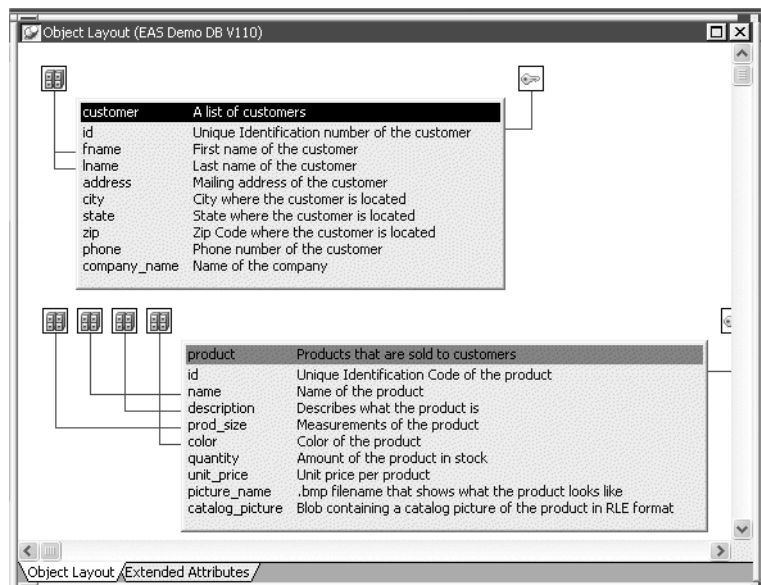 Object Layout (EAS Demo DB V110)
customer A list of customers
id Unique Identification number of the customer
fname First name of the customer
lname Last name of the customer
address Mailing address of the customer
city City where the customer is located
state State where the customer is located
zip Zip Code where the customer is located
phone Phone number of the customer
company_name Name of the company
product Products that are sold to customers
id Unique Identification Code of the product
name Name of the product
description Describes what the product is
prod_size Measurements of the product
color Color of the product
quantity Amount of the product in stock
unit_price Unit price per product
picture_name .bmp filename that shows what the product looks like
catalog_picture Blob containing a catalog picture of the product in RLE format
Object Layout Extended Attributes